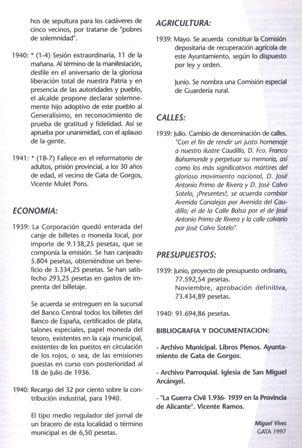 hos de sepultura para los cadáveres de
cinco vecinos, por tratarse de "pobres
de solemnidad".
1940: * (1-4) Sesión extraordinaria, 11 de la
mañana. Al término de la manifestación,
desfile en el aniversario de la gloriosa
liberación total de nuestra Patria y en
presencia de las autoridades y pueblo,
el alcalde propone declarar solemne-
mente hijo adoptivo de este pueblo al
Generalísimo, en reconocimiento de
prueba de gratitud y fidelidad. Así se
aprueba por unanimidad, con el aplauso
de la gente.
1941: * (18-7) Fallece en el reformatorio de
adultos, prisión provincial, a los 30 años
de edad, el vecino de Gata de Gorgos,
Vicente Mulet Pons.
ECONOMIA:
1939: La Corporación quedó enterada del
canje de billetes o moneda local, por
importe de 9.138,25 pesetas, que se
componía la emisión. Se han canjeado
5.804 pesetas, obteniéndose un bene-
ficio de 3.334,25 pesetas. Se han satis-
fecho 293,25 pesetas en gastos de im-
prenta del billetaje.
Se acuerda se entreguen en la sucursal
del Banco Central todos los billetes del
Banco de España, certificados de plata,
talones especiales, papel moneda del
tesoro, existentes en la caja municipal,
existentes de los puestos en circulación
de los rojos, o sea, de las emisiones
puestas en curso con posterioridad al
18 de Julio de 1936.
1940: Recargo del 32 por ciento sobre la con-
tribución industrial, para 1940.
El tipo medio regulador del jornal de
un bracero de esta localidad o término
municipal es de 6,50 pesetas.
AGRICULTURA:
1939: Mayo. Se acuerda constituir la Comisión
depositaria de recuperación agrícola de
este Ayuntamiento, según lo dispuesto
por ley y orden.
Junio. Se nombra una Comisión especial
de Guardería rural.
CALLES:
1939: Julio. Cambio de denominación de calles.
"Con el fin de rendir un justo homenaje
a nuestro ilustre Caudillo, D. Fco. Franco
Bahamonde y perpetuar su memoria, así
como los más significativos mártires del
glorioso movimiento nacional, D. José
Antonio Primo de Rivera y D. José Calvo
Sotelo, ¡Presentes!, se acuerda cambiar
Avenida Canalejas por Avenida del Cau-
dillo; el de la Calle Balsa por el de José
Antonio Primo de Rivera y la calle calvario
por José Calvo Sotelo".
PRESUPUESTOS:
1939: Junio, proyecto de presupuesto ordinario,
77.592,54 pesetas.
Noviembre, aprobación definitiva,
73.434,89 pesetas.
1940: 91.694,86 pesetas.
BIBLIOGRAFIA Y DOCUMENTACION:
- Archivo Municipal. Libros Plenos. Ayunta-
miento de Gata de Gorgos.
- Archivo Parroquial. Iglesia de San Miguel
Arcángel.
- "La Guerra Civil 1.936- 1939 en la Provincia
de Alicante". Vicente Ramos.
Miguel Vives
GATA 1997